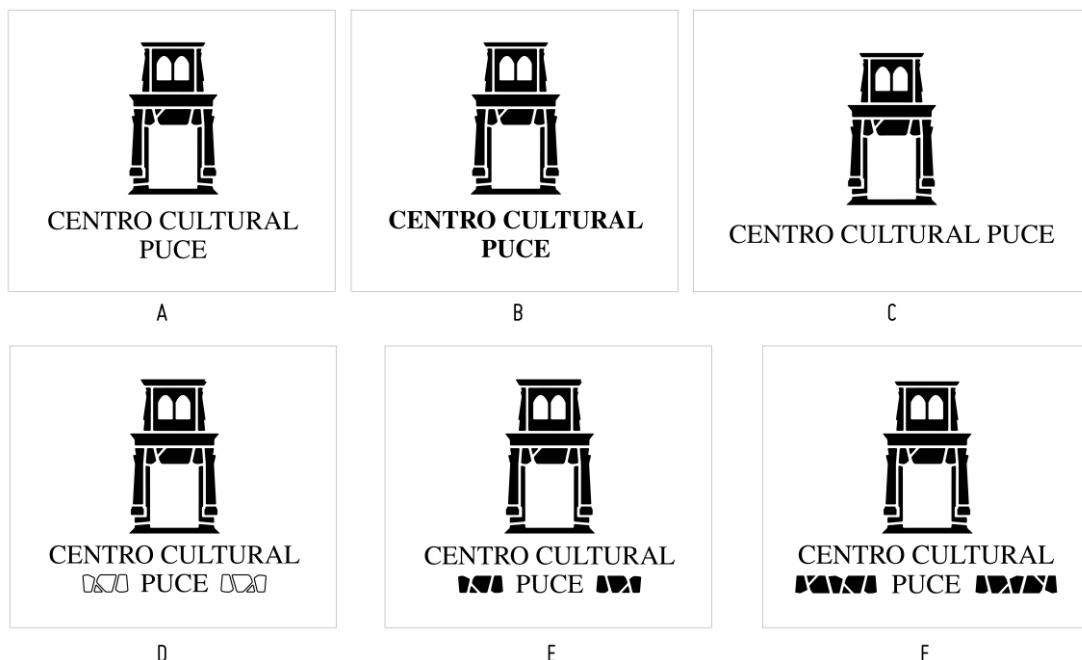 CENTRO CULTURAL
PUCE
A
CENTRO CULTURAL
PUCE
B
CENTRO CULTURAL PUCE
C
CENTRO CULTURAL
PUCE
D
CENTRO CULTURAL
PUCE
E
CENTRO CULTURAL
PUCE
F